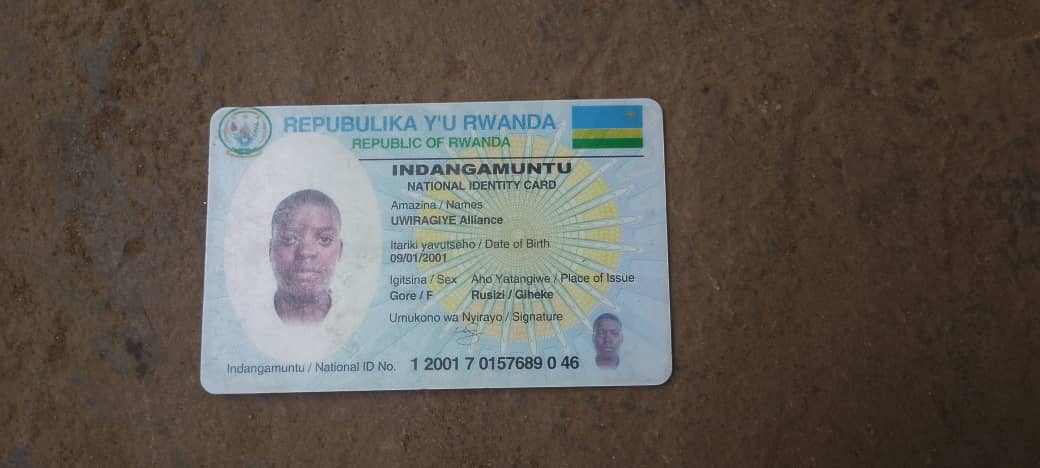 REPUBULIKA Y'U RWANDA
REPUBLIC OF RWANDA
INDANGAMUNTU
NATIONAL IDENTITY CARD
Amazina / Names
UWIRAGIYE Alliance
Itariki yavutseho / Date of Birth
09/01/2001
Igitsina / Sex Aho Yatangiwe / Place of Issue
Gore / F Rusizi / Giheke
Umukono wa Nyirayo / Signature
Indangamuntu / National ID No. 1 2001 7 0157689 0 46